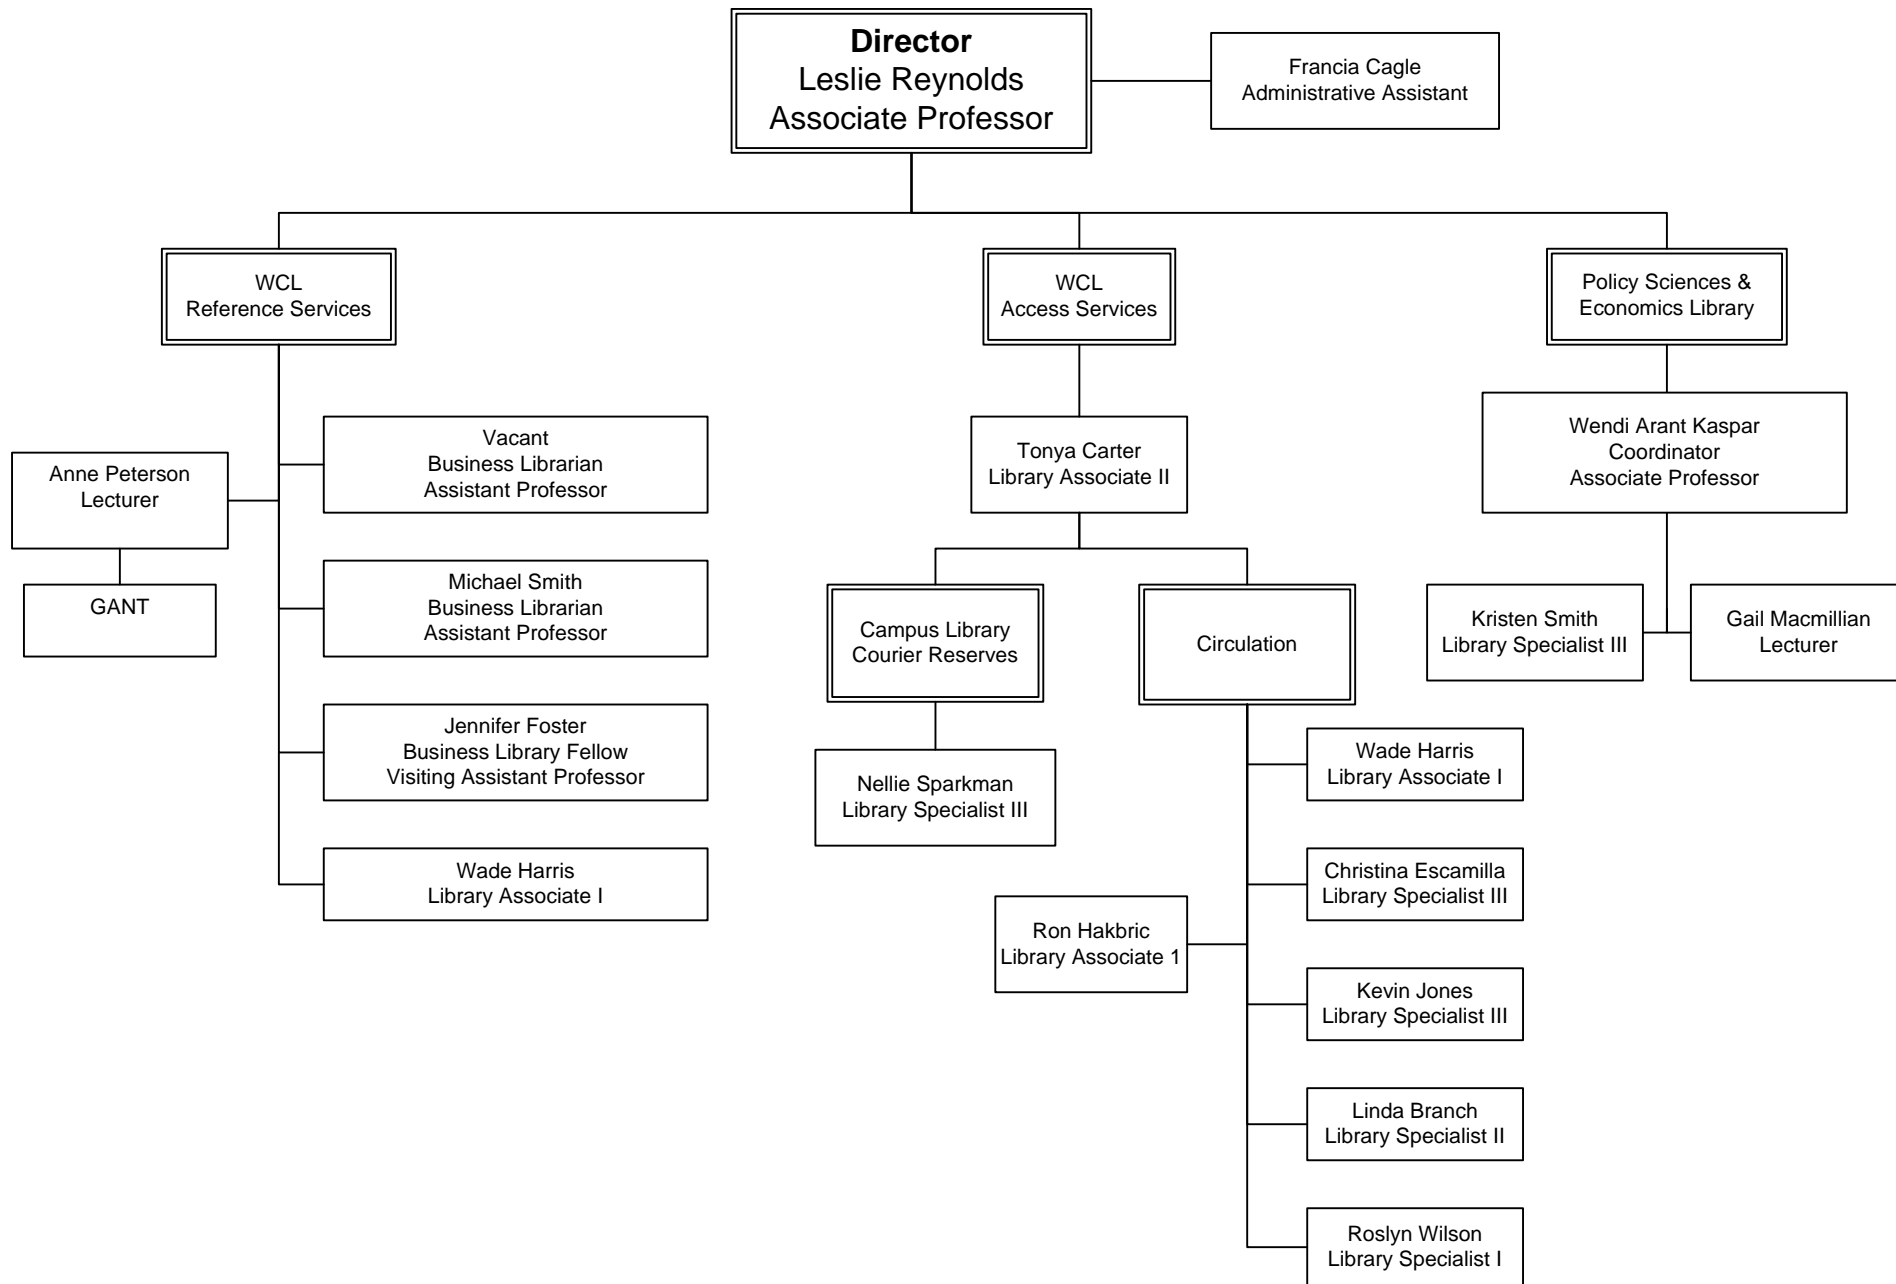 Director
Leslie Reynolds
Associate Professor
Francia Cagle
Administrative Assistant
WCL
Reference Services
WCL
Access Services
Policy Sciences &
Economics Library
Anne Peterson
Lecturer
GANT
Vacant
Business Librarian
Assistant Professor
Michael Smith
Business Librarian
Assistant Professor
Jennifer Foster
Business Library Fellow
Visiting Assistant Professor
Wade Harris
Library Associate I
Tonya Carter
Library Associate II
Campus Library
Courier Reserves
Nellie Sparkman
Library Specialist III
Circulation
Ron Hakbric
Library Associate 1
Wade Harris
Library Associate I
Christina Escamilla
Library Specialist III
Kevin Jones
Library Specialist III
Linda Branch
Library Specialist II
Roslyn Wilson
Library Specialist I
Wendi Arant Kaspar
Coordinator
Associate Professor
Kristen Smith
Library Specialist III
Gail Macmillian
Lecturer